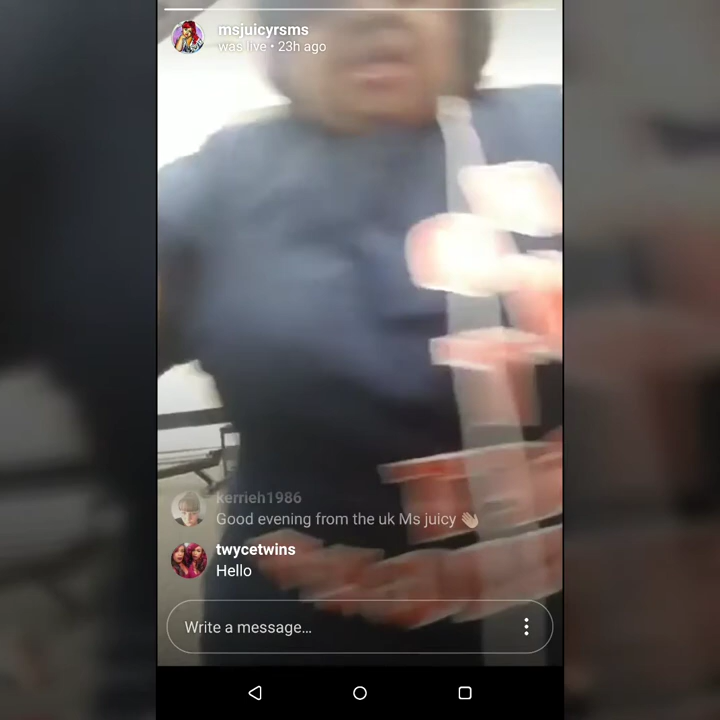 msjuicyrsms
was live • 23h ago
kerrieh1986
Good evening from the uk Ms juicy 👋🏼
twycetwins
Hello
Write a message...